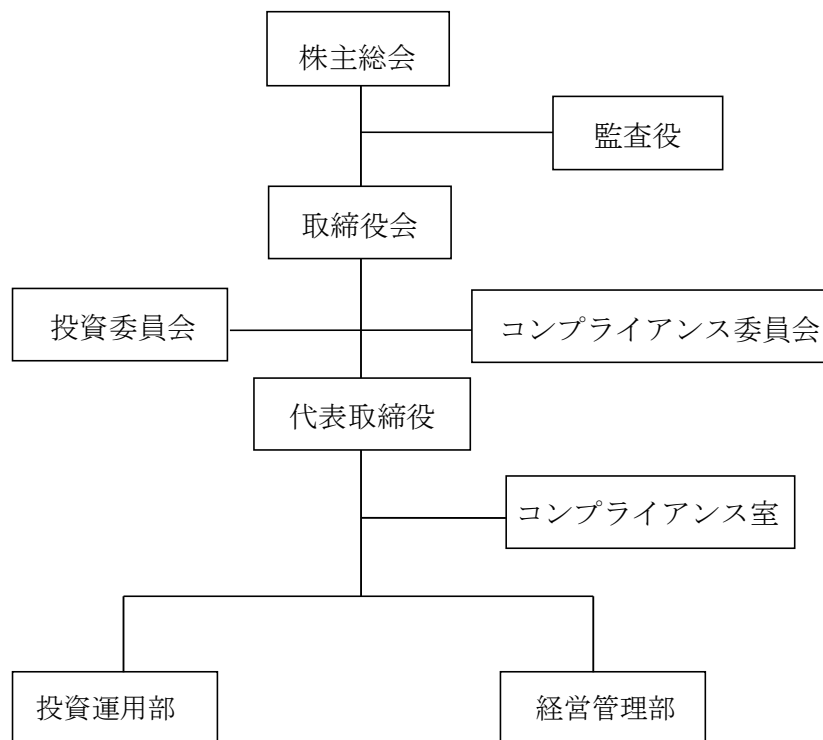 株主総会
監査役
取締役会
投資委員会
コンプライアンス委員会
代表取締役
コンプライアンス室
投資運用部
経営管理部